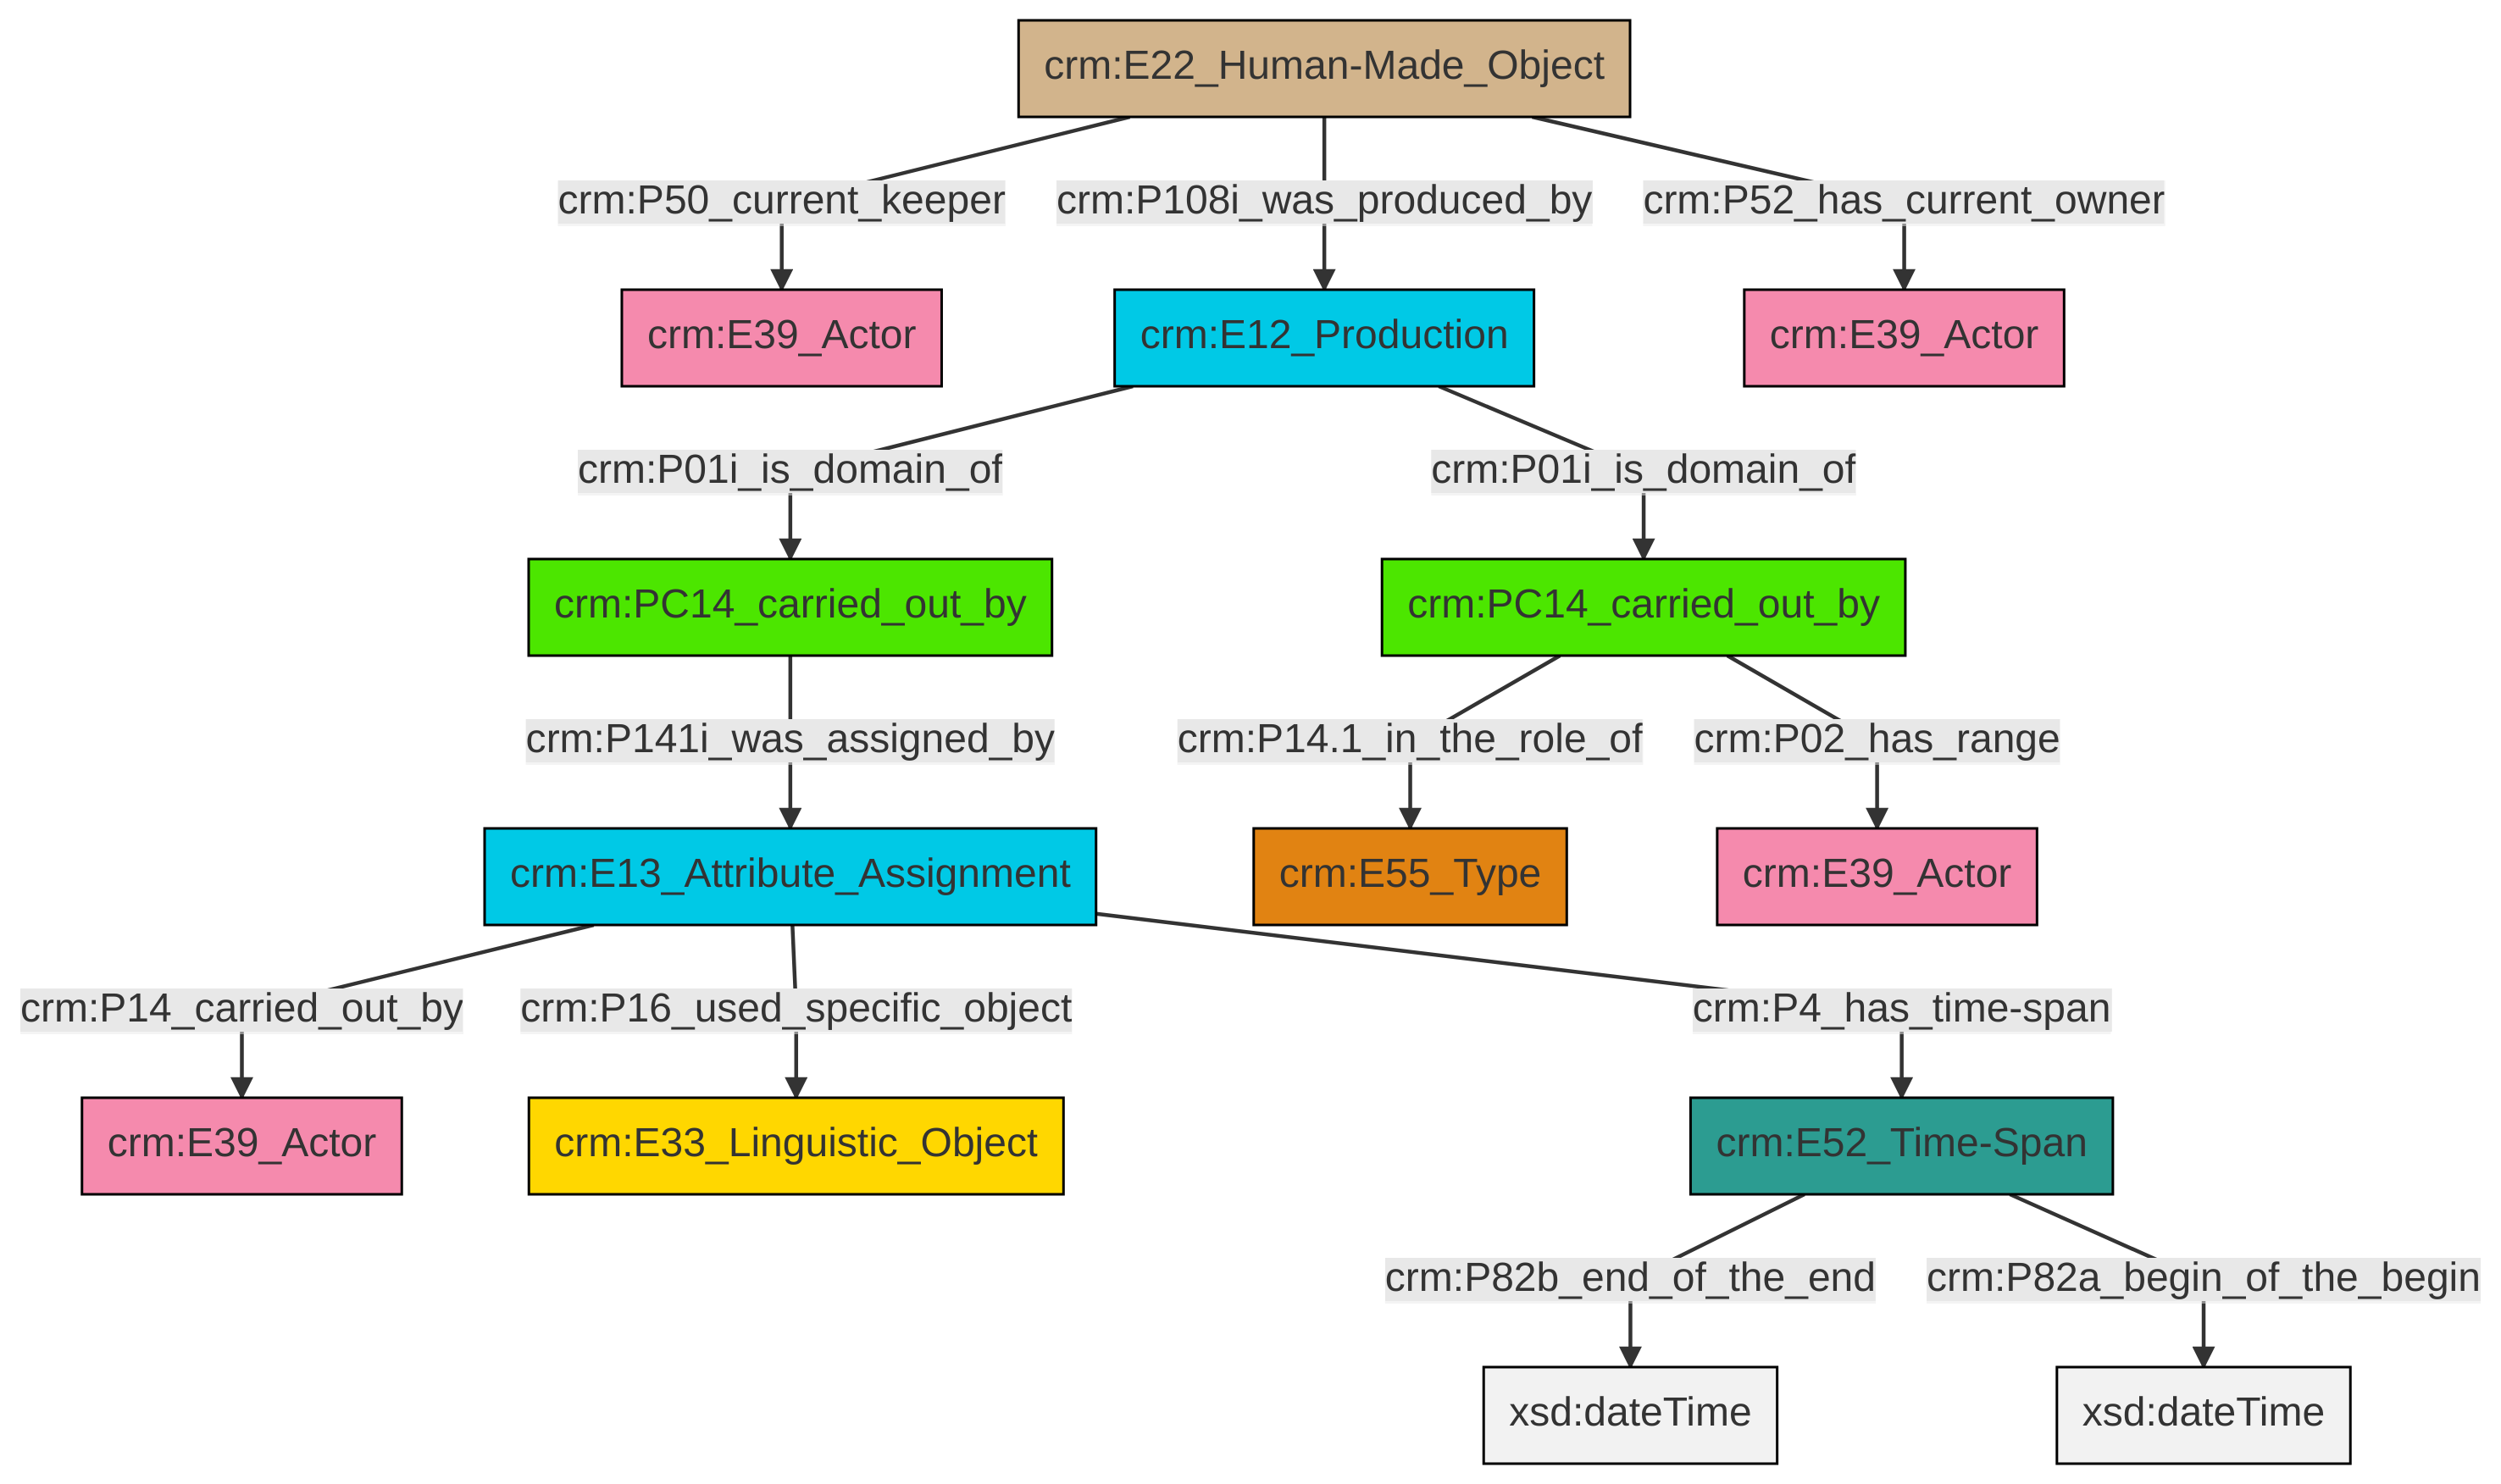 crm:E22_Human-Made_Object
crm:P50_current_keeper
crm:P108i_was_produced_by
crm:P52_has_current_owner
crm:E39_Actor
crm:E12_Production
crm:E39_Actor
crm:P01i_is_domain_of
crm:P01i_is_domain_of
crm:PC14_carried_out_by
crm:PC14_carried_out_by
crm:P141i_was_assigned_by
crm:P14.1_in_the_role_of
crm:P02_has_range
crm:E13_Attribute_Assignment
crm:E55_Type
crm:E39_Actor
crm:P14_carried_out_by
crm:P16_used_specific_object
crm:P4_has_time-span
crm:E39_Actor
crm:E33_Linguistic_Object
crm:E52_Time-Span
crm:P82b_end_of_the_end
crm:P82a_begin_of_the_begin
xsd:dateTime
xsd:dateTime